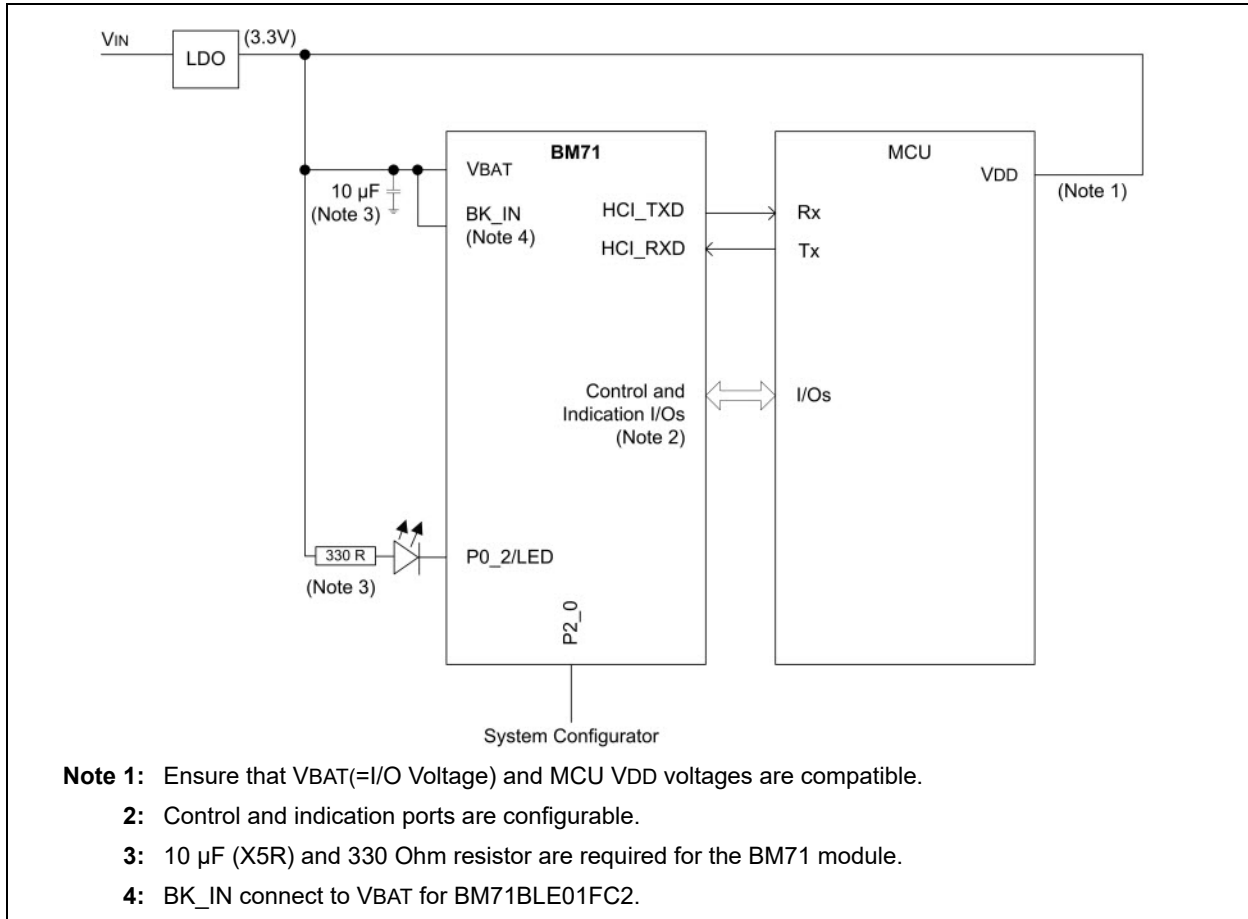 VIN
LDO
(3.3V)
BM71
MCU
VBAT
VDD
(Note 1)
10 µF
(Note 3)
BK_IN
(Note 4)
HCI_TXD
Rx
HCI_RXD
Tx
Control and
Indication I/Os
(Note 2)
I/Os
330 R
(Note 3)
P0_2/LED
P2_0
System Configurator
Note 1: Ensure that VBAT(=I/O Voltage) and MCU VDD voltages are compatible.
2: Control and indication ports are configurable.
3: 10 µF (X5R) and 330 Ohm resistor are required for the BM71 module.
4: BK_IN connect to VBAT for BM71BLE01FC2.